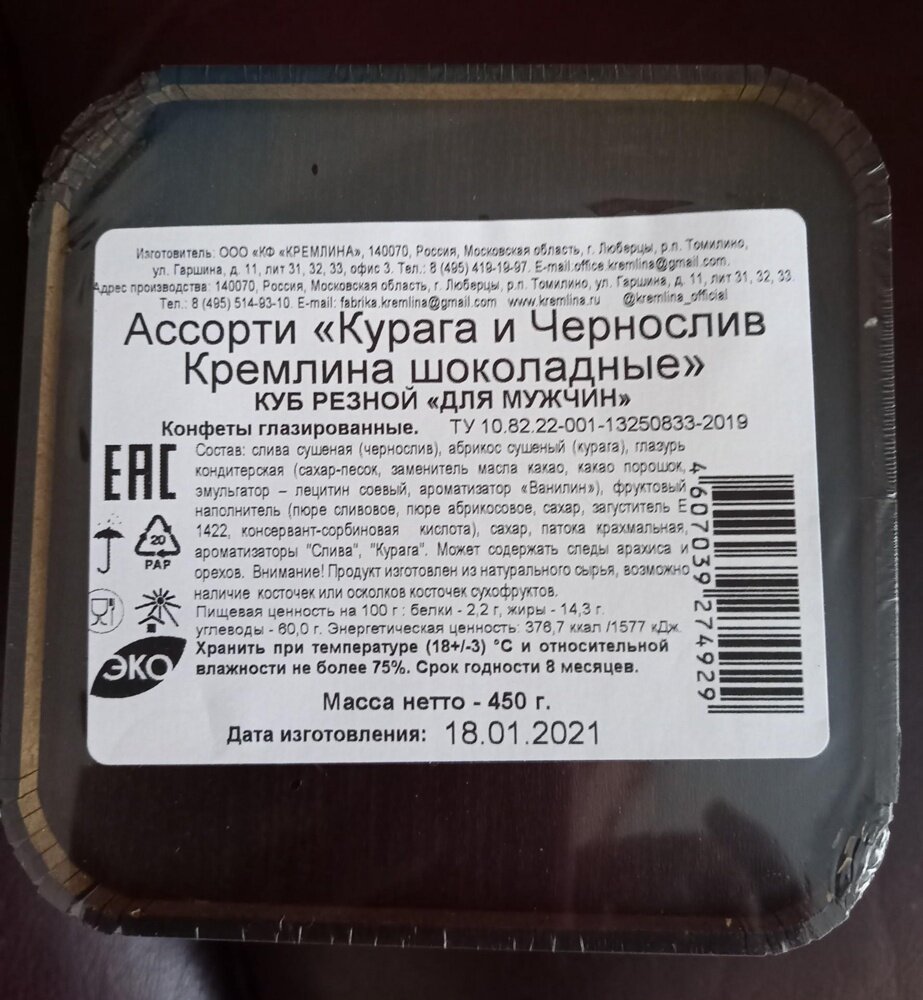 Изготовитель: ООО «КФ «КРЕМЛИНА», 140070, Россия, Московская область, г. Люберцы, р.п. Томилино,
ул. Гаршина, д. 11, лит 31, 32, 33, офис 3. Тел.: 8 (495) 419-19-97. E-mail:office.kremlina@gmail.com.
Адрес производства: 140070, Россия, Московская область, г. Люберцы, р.п. Томилино, ул. Гаршина, д. 11, лит 31, 32, 33.
Тел.: 8 (495) 514-93-10. E-mail: fabrika.kremlina@gmail.com www.kremlina.ru @kremlina_official
Ассорти «Курага и Чернослив
Кремлина шоколадные»
КУБ РЕЗНОЙ «ДЛЯ МУЖЧИН»
Конфеты глазированные. ТУ 10.82.22-001-13250833-2019
Состав: слива сушеная (чернослив), абрикос сушеный (курага), глазурь
кондитерская (сахар-песок, заменитель масла какао, какао порошок,
эмульгатор – лецитин соевый, ароматизатор «Ванилин»), фруктовый
наполнитель (пюре сливовое, пюре абрикосовое, сахар, загуститель Е
1422, консервант-сорбиновая кислота), сахар, патока крахмальная,
ароматизаторы "Слива", "Курага". Может содержать следы арахиса и
орехов. Внимание! Продукт изготовлен из натурального сырья, возможно
наличие косточек или осколков косточек сухофруктов.
Пищевая ценность на 100 г : белки - 2,2 г, жиры - 14,3 г.
углеводы - 60,0 г. Энергетическая ценность: 376,7 ккал /1577 кДж.
Хранить при температуре (18+/-3) °С и относительной
влажности не более 75%. Срок годности 8 месяцев.
Масса нетто - 450 г.
Дата изготовления: 18.01.2021
EAC
20
PAP
ЭКО
4 607039 274929